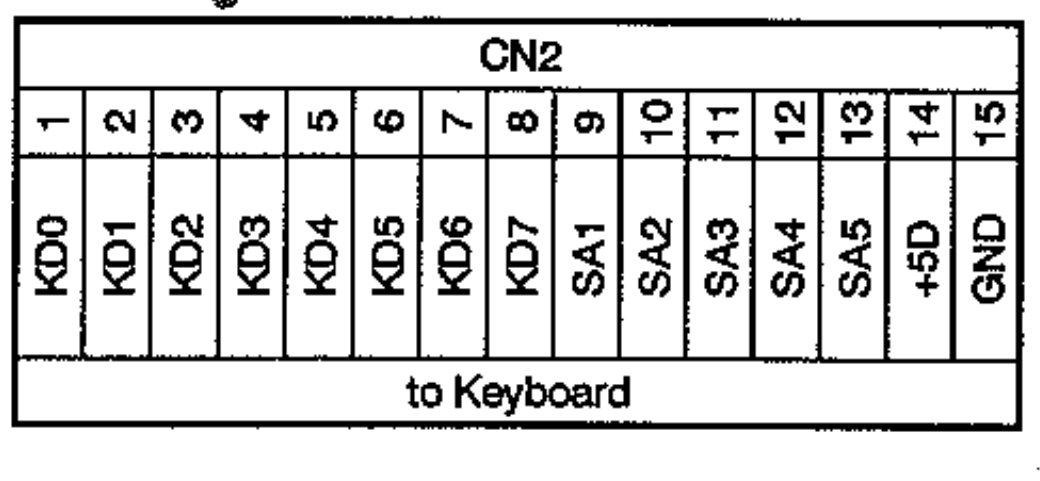 CN2
1 2 3 4 5 6 7 8 9 10 11 12 13 14 15
KD0 KD1 KD2 KD3 KD4 KD5 KD6 KD7 SA1 SA2 SA3 SA4 SA5 +5D GND
to Keyboard